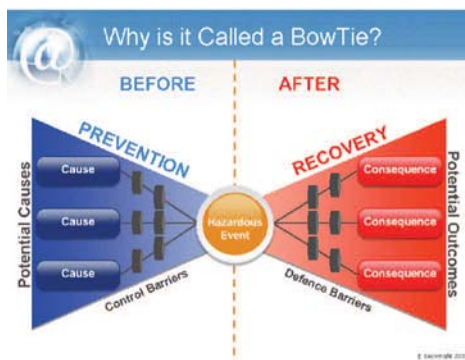 @
Why is it Called a BowTie?
BEFORE
AFTER
PREVENTION
RECOVERY
Potential Causes
Cause
Cause
Cause
Control Barriers
Hazardous
Event
Defence Barriers
Consequence
Consequence
Consequence
Potential Outcomes